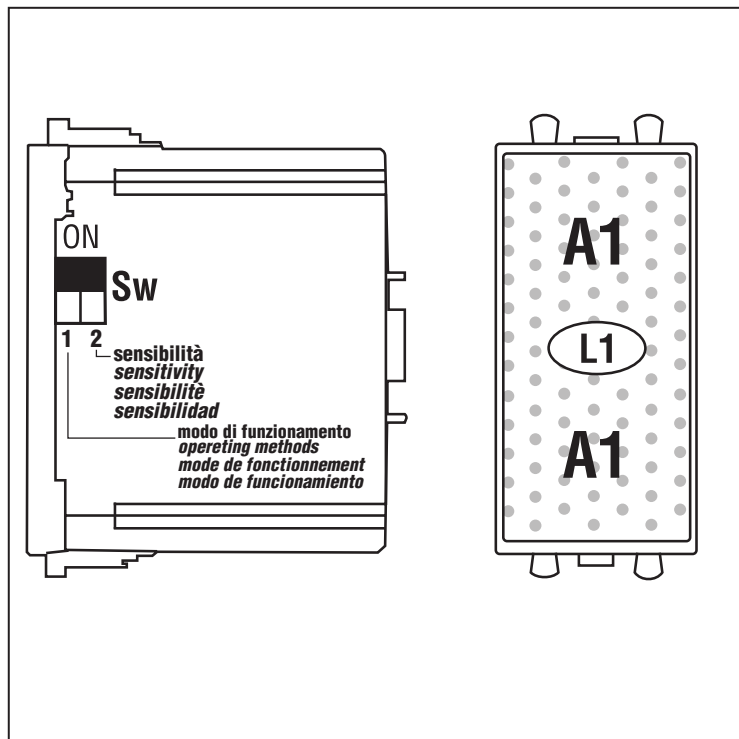 ON
Sw
1 2
sensibilità
sensitivity
sensibilitè
sensibilidad
modo di funzionamento
opereting methods
mode de fonctionnement
modo de funcionamiento
A1
L1
A1